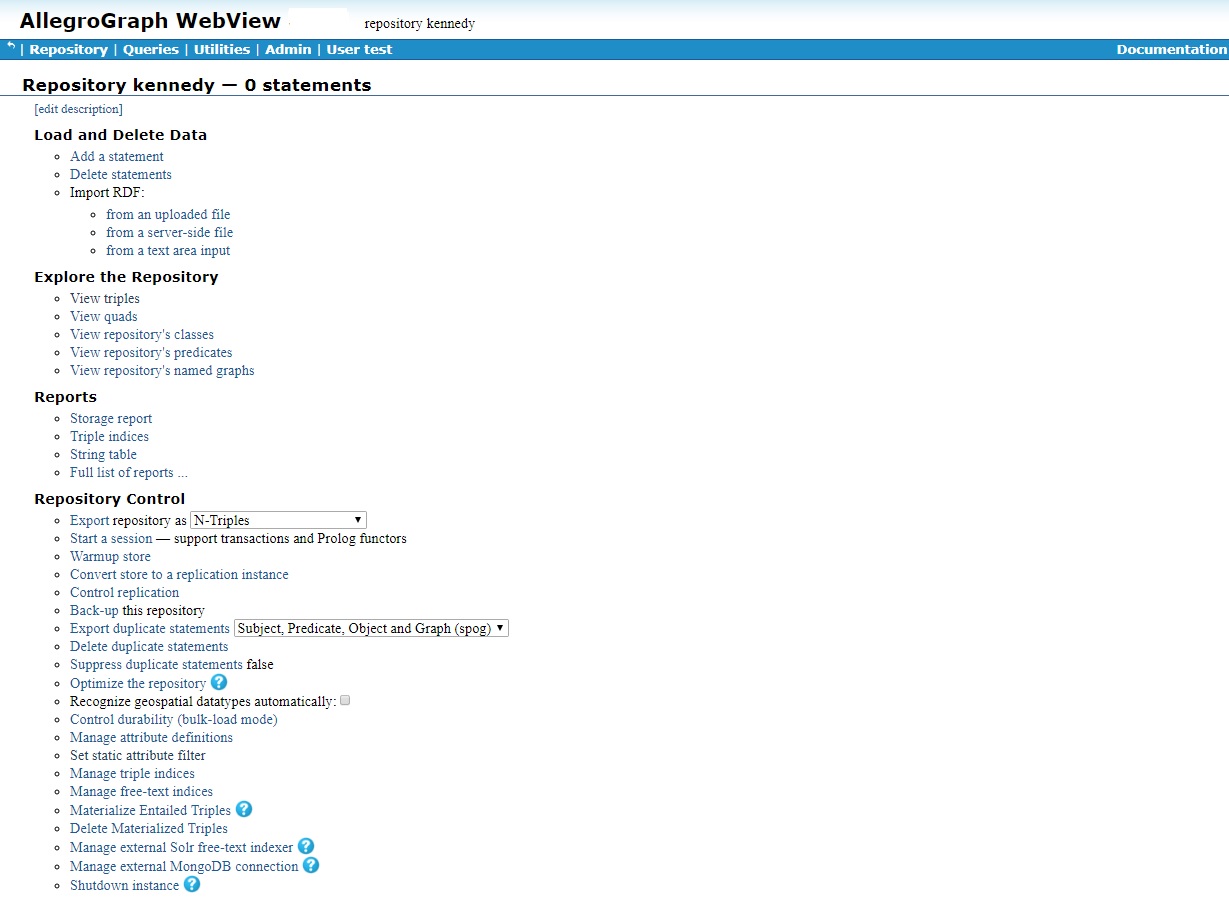 AllegroGraph WebView repository kennedy
| Repository | Queries | Utilities | Admin | User test Documentation
Repository kennedy — 0 statements
[edit description]
Load and Delete Data
Add a statement
Delete statements
Import RDF:
from an uploaded file
from a server-side file
from a text area input
Explore the Repository
View triples
View quads
View repository's classes
View repository's predicates
View repository's named graphs
Reports
Storage report
Triple indices
String table
Full list of reports ...
Repository Control
Export repository as N-Triples
Start a session — support transactions and Prolog functors
Warmup store
Convert store to a replication instance
Control replication
Back-up this repository
Export duplicate statements Subject, Predicate, Object and Graph (spog)
Delete duplicate statements
Suppress duplicate statements false
Optimize the repository ?
Recognize geospatial datatypes automatically:
Control durability (bulk-load mode)
Manage attribute definitions
Set static attribute filter
Manage triple indices
Manage free-text indices
Materialize Entailed Triples ?
Delete Materialized Triples
Manage external Solr free-text indexer ?
Manage external MongoDB connection ?
Shutdown instance ?